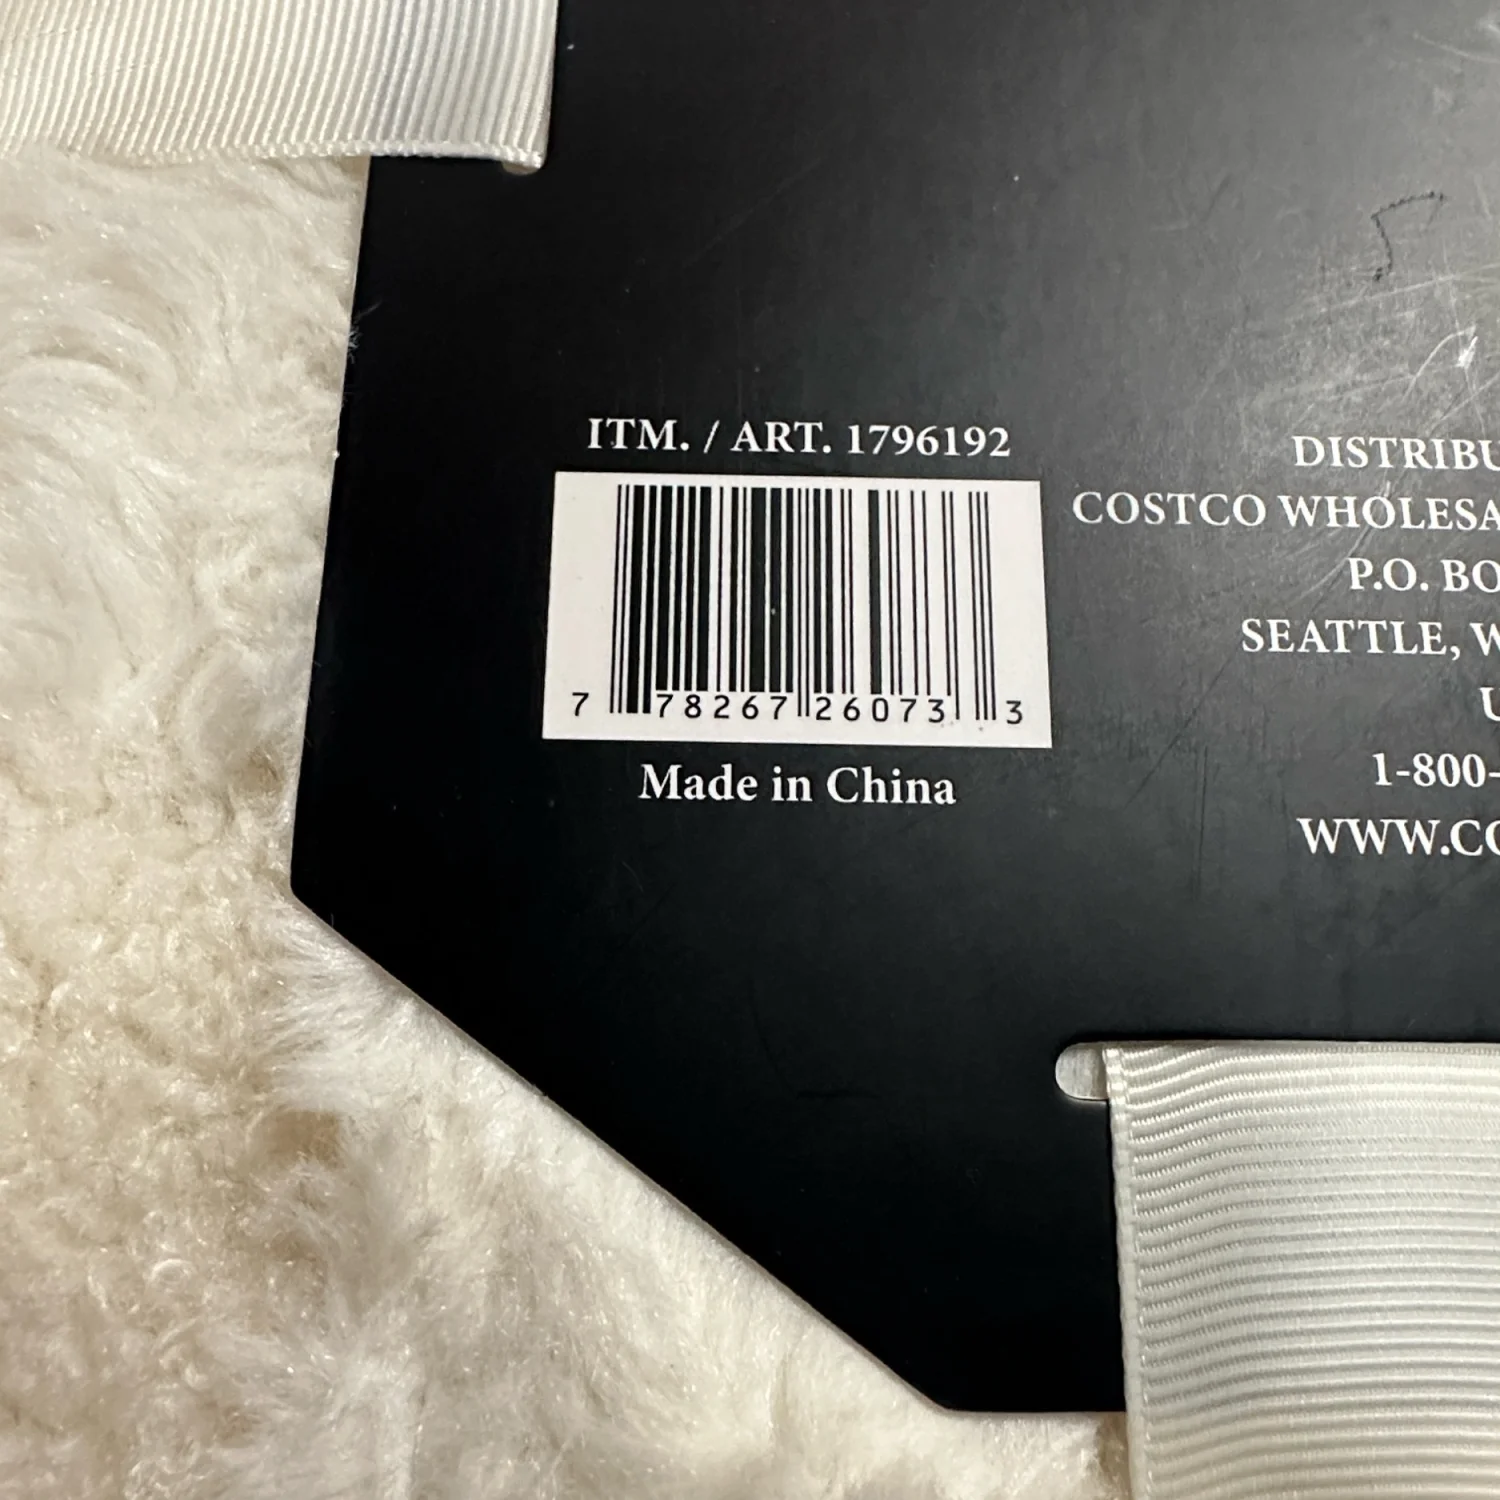 ITM. / ART. 1796192
7 78267 26073 3
Made in China
DISTRIBU
COSTCO WHOLESA
P.O. BO
SEATTLE, W
U
1-800-
WWW.CO